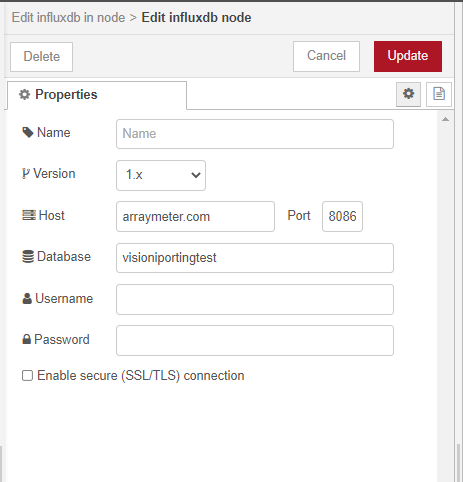 Edit influxdb in node > Edit influxdb node
Delete
Cancel
Update
Properties
Name
Name
Version
1.x
Host
arraymeter.com
Port
8086
Database
visioniportingtest
Username
Password
Enable secure (SSL/TLS) connection